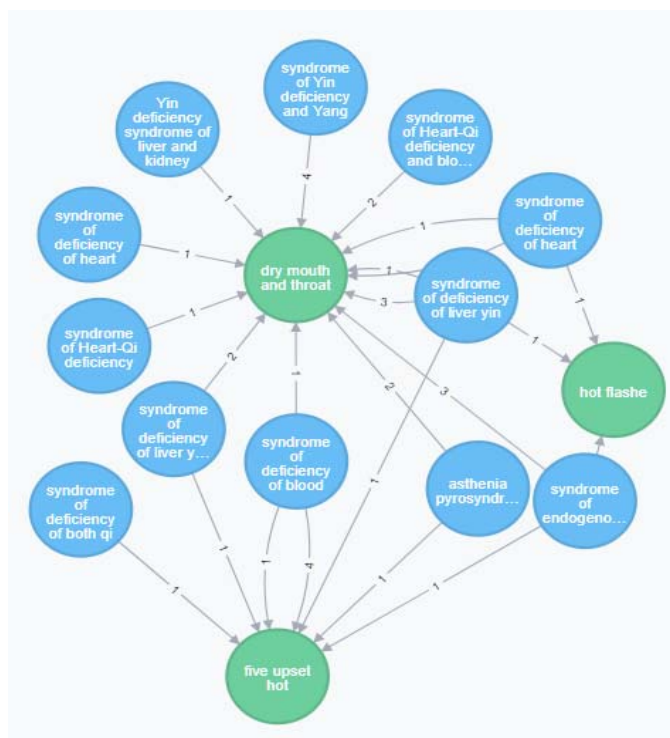 syndrome
of Yin
deficiency
and Yang
Yin
deficiency
syndrome of
liver and
kidney
syndrome
of Heart-Qi
deficiency
and blo...
syndrome
of
deficiency
of heart
syndrome
of
deficiency
of heart
dry mouth
and throat
syndrome
of deficiency
of liver yin
syndrome
of Heart-Qi
deficiency
hot flashe
syndrome
of
deficiency
of liver y...
syndrome
of
deficiency
of blood
asthenia
pyrosyndr...
syndrome
of
endogeno...
syndrome
of
deficiency
of both qi
five upset
hot
1
4
2
1
1
1
1
3
1
1
2
1
2
3
1
1
1
4
1
1
1